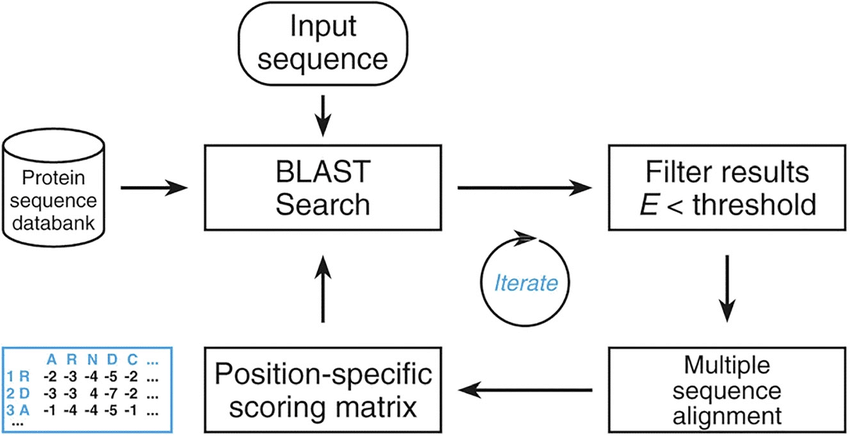 Input
sequence
Protein
sequence
databank
BLAST
Search
Filter results
E < threshold
Iterate
A R N D C ...
1 R -2 -3 -4 -5 -2 ...
2 D -3 -3 4 -7 -2 ...
3 A -1 -4 -4 -5 -1 ...
...
Position-specific
scoring matrix
Multiple
sequence
alignment